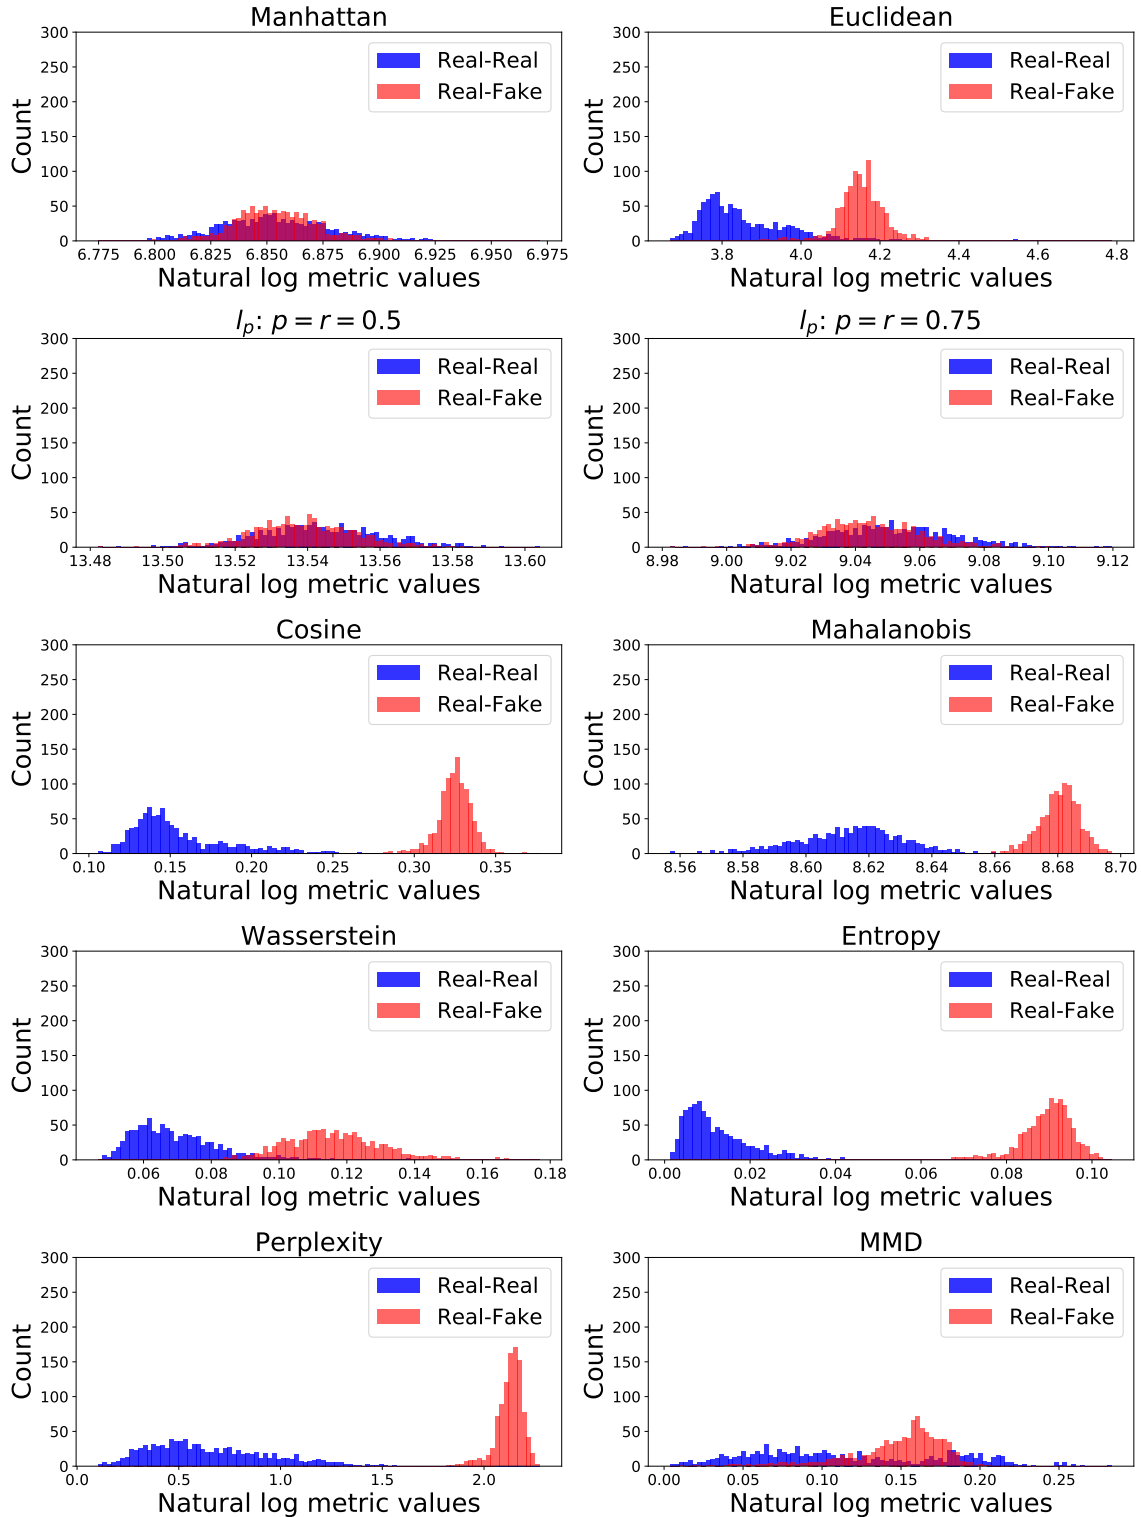 Manhattan
300
250
200
150
100
50
0
Count
Real-Real
Real-Fake
6.775 6.800 6.825 6.850 6.875 6.900 6.925 6.950 6.975
Natural log metric values
Euclidean
300
250
200
150
100
50
0
Count
Real-Real
Real-Fake
3.8 4.0 4.2 4.4 4.6 4.8
Natural log metric values
l_p: p = r = 0.5
300
250
200
150
100
50
0
Count
Real-Real
Real-Fake
13.48 13.50 13.52 13.54 13.56 13.58 13.60
Natural log metric values
l_p: p = r = 0.75
300
250
200
150
100
50
0
Count
Real-Real
Real-Fake
8.98 9.00 9.02 9.04 9.06 9.08 9.10 9.12
Natural log metric values
Cosine
300
250
200
150
100
50
0
Count
Real-Real
Real-Fake
0.10 0.15 0.20 0.25 0.30 0.35
Natural log metric values
Mahalanobis
300
250
200
150
100
50
0
Count
Real-Real
Real-Fake
8.56 8.58 8.60 8.62 8.64 8.66 8.68 8.70
Natural log metric values
Wasserstein
300
250
200
150
100
50
0
Count
Real-Real
Real-Fake
0.06 0.08 0.10 0.12 0.14 0.16 0.18
Natural log metric values
Entropy
300
250
200
150
100
50
0
Count
Real-Real
Real-Fake
0.00 0.02 0.04 0.06 0.08 0.10
Natural log metric values
Perplexity
300
250
200
150
100
50
0
Count
Real-Real
Real-Fake
0.0 0.5 1.0 1.5 2.0
Natural log metric values
MMD
300
250
200
150
100
50
0
Count
Real-Real
Real-Fake
0.00 0.05 0.10 0.15 0.20 0.25
Natural log metric values